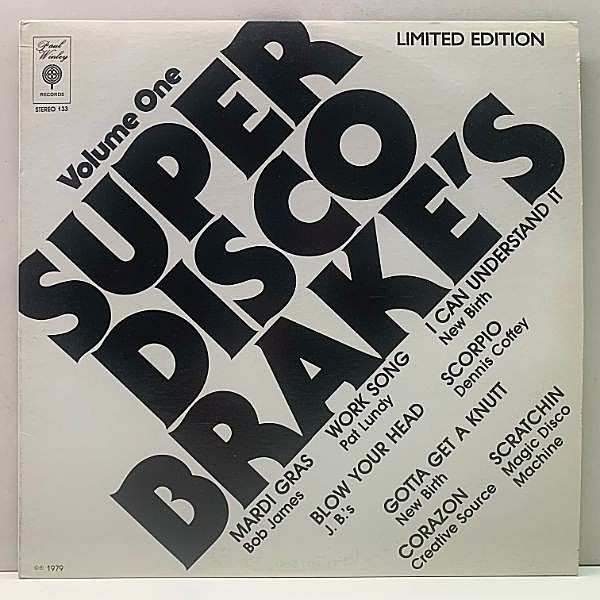 Paul
Winley
RECORDS
STEREO 133
LIMITED EDITION
Volume One
SUPER
DISCO
BRAKE'S
MARDI GRAS
Bob James
WORK SONG
Pat Lundy
I CAN UNDERSTAND IT
New Birth
BLOW YOUR HEAD
J. B.'s
SCORPIO
Dennis Coffey
GOTTA GET A KNUTT
New Birth
CORAZON
Creative Source
SCRATCHIN
Magic Disco
Machine
©℗ 1979